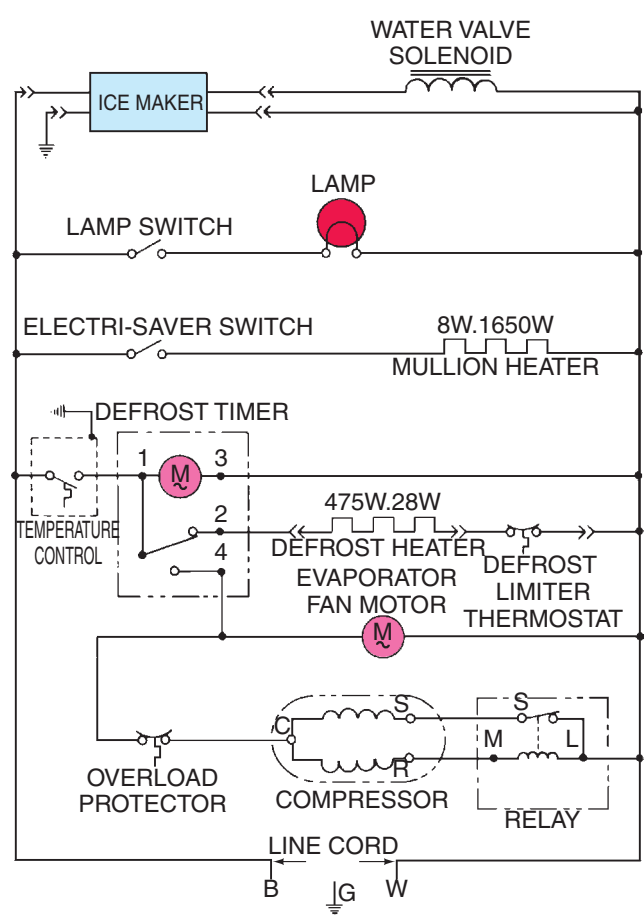 WATER VALVE
SOLENOID
ICE MAKER
LAMP
LAMP SWITCH
ELECTRI-SAVER SWITCH
8W.1650W
MULLION HEATER
DEFROST TIMER
1
M
3
2
4
TEMPERATURE
CONTROL
475W.28W
DEFROST HEATER
DEFROST
LIMITER
THERMOSTAT
EVAPORATOR
FAN MOTOR
M
OVERLOAD
PROTECTOR
C
S
R
COMPRESSOR
S
M
L
RELAY
LINE CORD
B
G
W